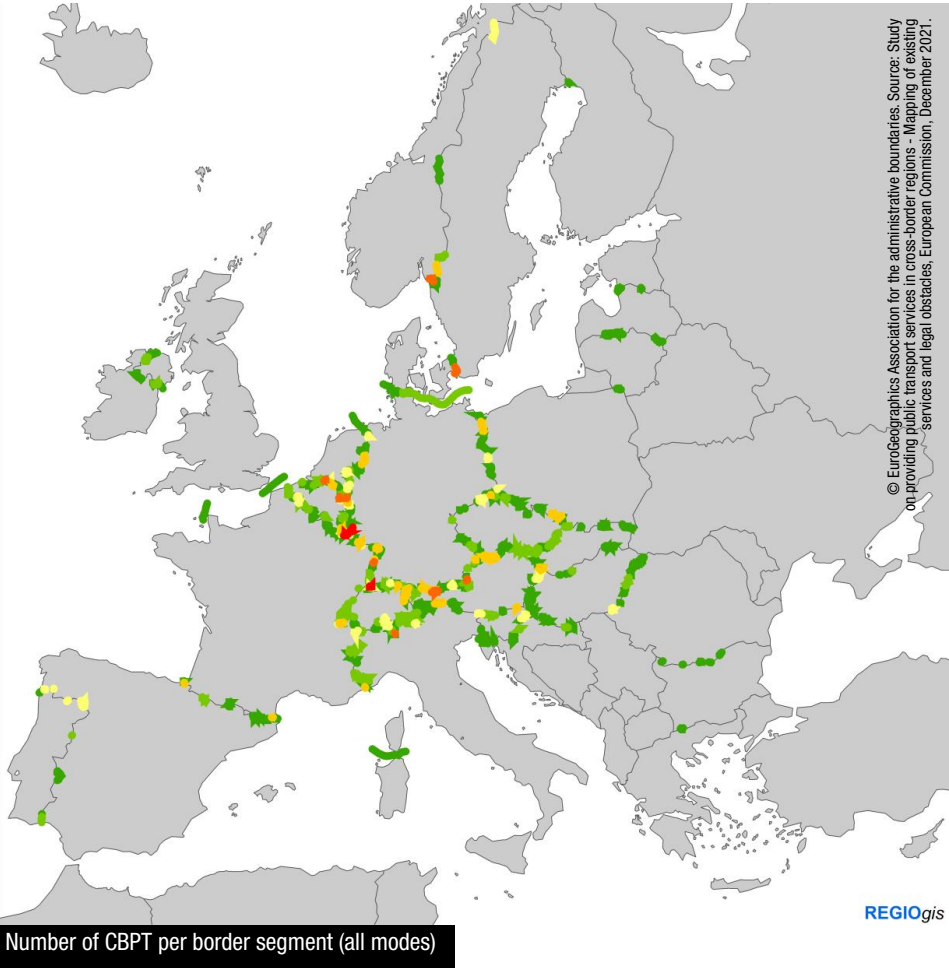 © EuroGeographics Association for the administrative boundaries. Source: Study
on providing public transport services in cross-border regions - Mapping of existing
services and legal obstacles, European Commission, December 2021.
REGIOgis
Number of CBPT per border segment (all modes)